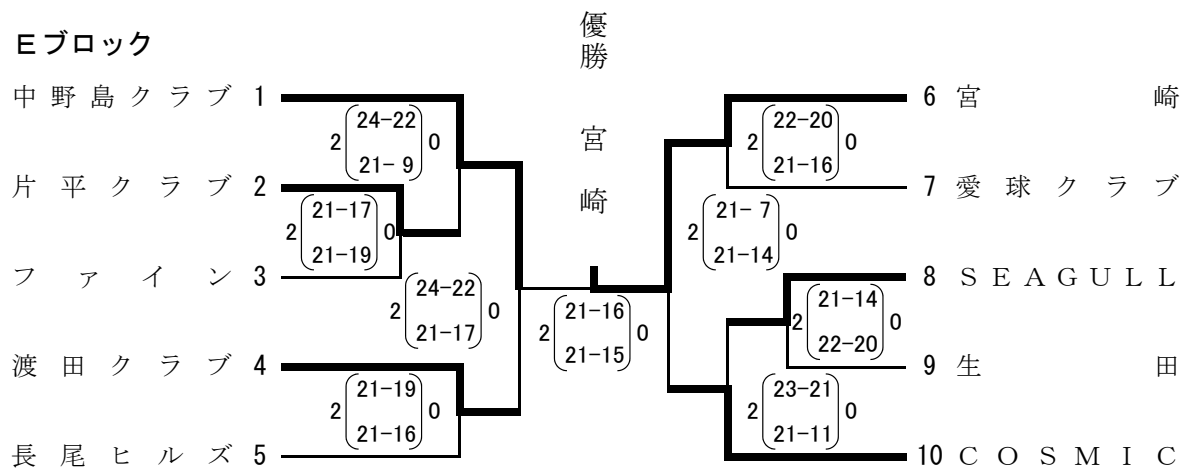 Eブロック
優勝 宮崎
中野島クラブ 1
24-22
2 0
21- 9
片平クラブ 2
21-17
2 0
21-19
ファイン 3
24-22
2 0
21-17
渡田クラブ 4
21-19
2 0
21-16
長尾ヒルズ 5
21-16
2 0
21-15
6 宮崎
22-20
2 0
21-16
7 愛球クラブ
21- 7
2 0
21-14
8 SEAGULL
21-14
2 0
22-20
9 生田
23-21
2 0
21-11
10 COSMIC